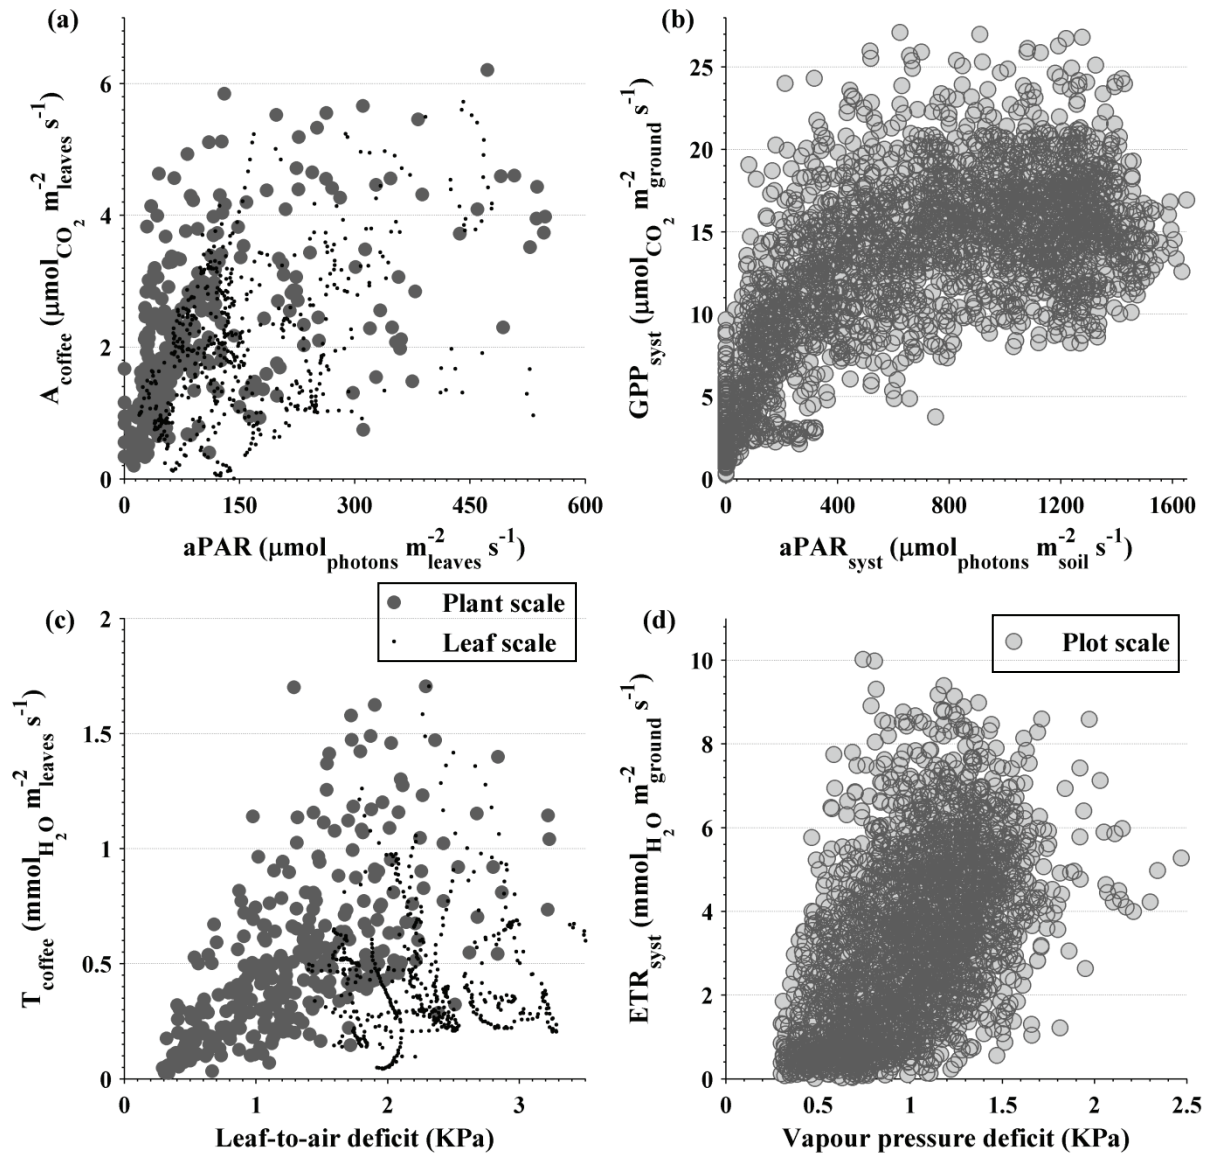 (a)
6
4
2
0
0 150 300 450 600
A_coffee (μmol_CO₂ m⁻²_leaves s⁻¹)
aPAR (μmol_photons m⁻²_leaves s⁻¹)
(b)
25
20
15
10
5
0
0 400 800 1200 1600
GPP_syst (μmol_CO₂ m⁻²_ground s⁻¹)
aPAR_syst (μmol_photons m⁻²_soil s⁻¹)
(c)
Plant scale
Leaf scale
2
1.5
1
0.5
0
0 1 2 3
T_coffee (mmol_H₂O m⁻²_leaves s⁻¹)
Leaf-to-air deficit (KPa)
(d)
Plot scale
10
8
6
4
2
0
0 0.5 1 1.5 2 2.5
ETR_syst (mmol_H₂O m⁻²_ground s⁻¹)
Vapour pressure deficit (KPa)